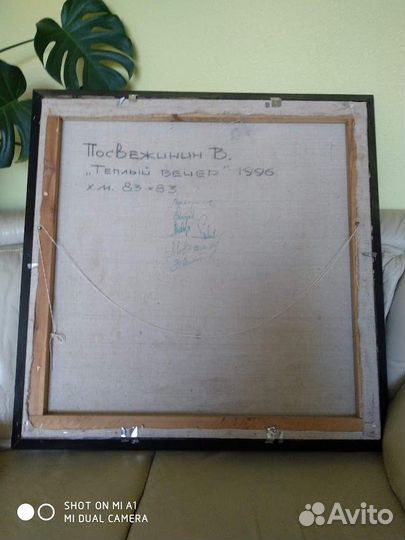 Посвежинин В.
„Теплый вечер" 1996
х.м. 83×83
SHOT ON MI A1
MI DUAL CAMERA
Avito